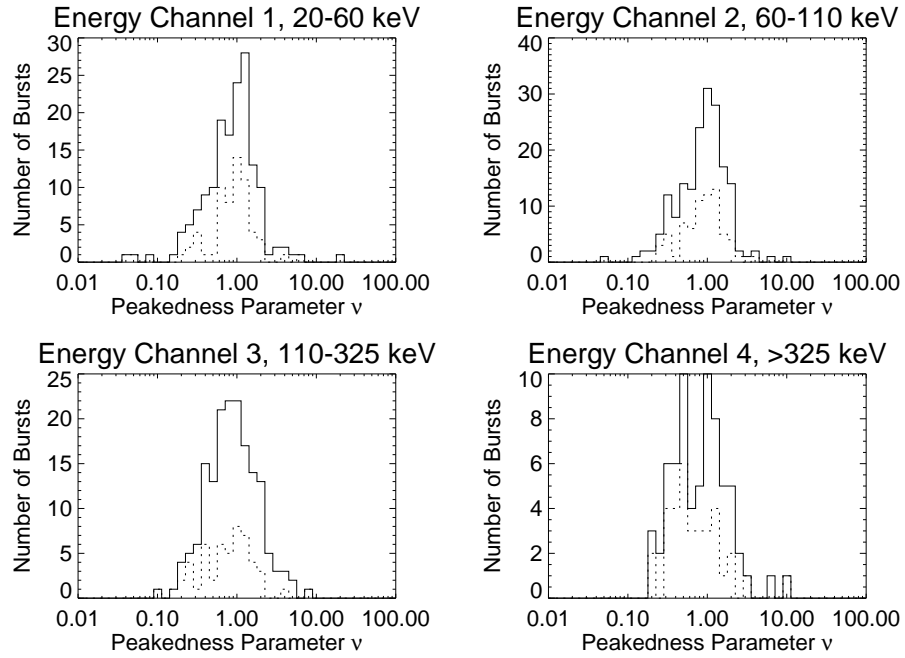 Energy Channel 1, 20-60 keV
Number of Bursts
30
25
20
15
10
5
0
0.01 0.10 1.00 10.00 100.00
Peakedness Parameter ν
Energy Channel 2, 60-110 keV
Number of Bursts
40
30
20
10
0
0.01 0.10 1.00 10.00 100.00
Peakedness Parameter ν
Energy Channel 3, 110-325 keV
Number of Bursts
25
20
15
10
5
0
0.01 0.10 1.00 10.00 100.00
Peakedness Parameter ν
Energy Channel 4, >325 keV
Number of Bursts
10
8
6
4
2
0
0.01 0.10 1.00 10.00 100.00
Peakedness Parameter ν